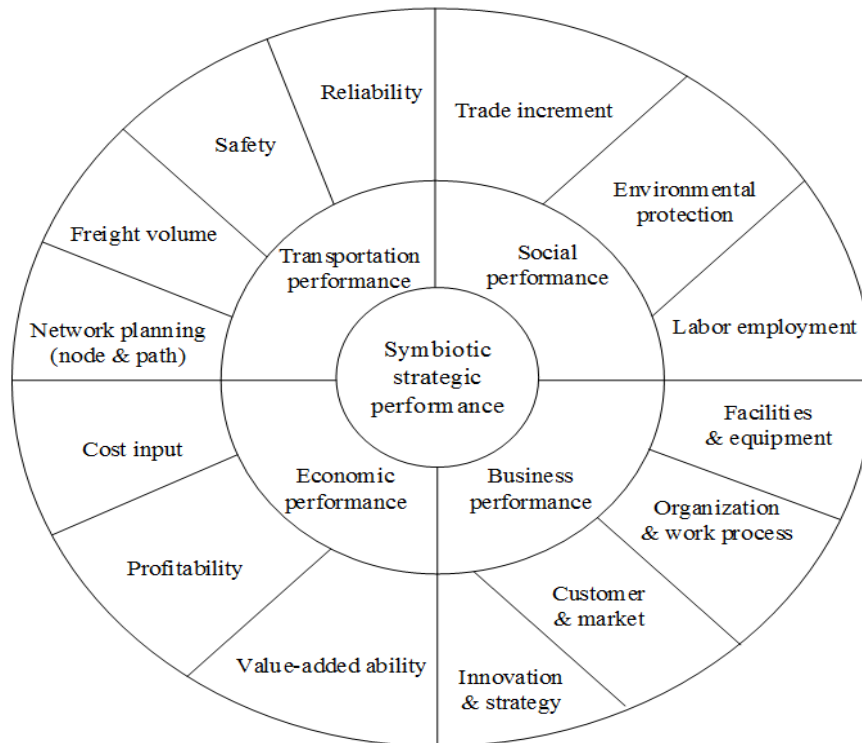 Reliability
Trade increment
Safety
Environmental
protection
Freight volume
Transportation
performance
Social
performance
Network planning
(node & path)
Labor employment
Symbiotic
strategic
performance
Facilities
& equipment
Cost input
Economic
performance
Business
performance
Organization
& work process
Profitability
Customer
& market
Value-added ability
Innovation
& strategy